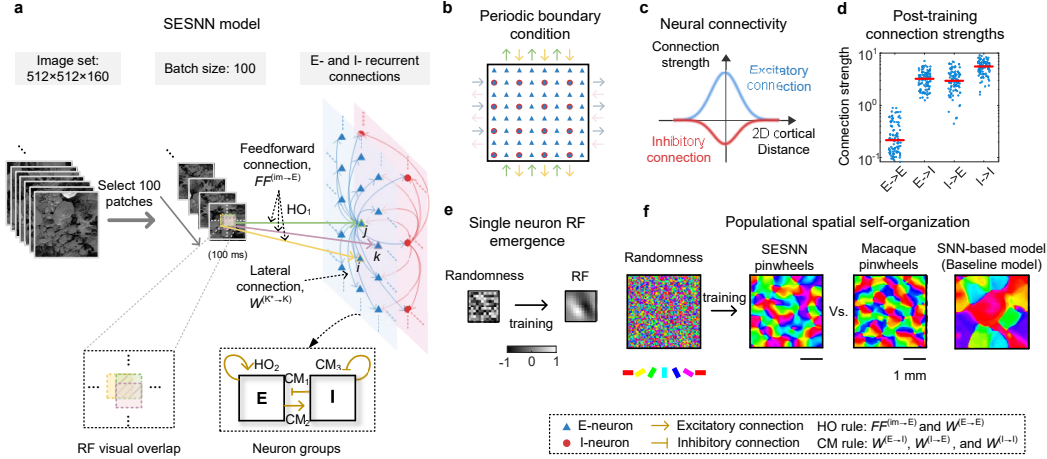 a
SESNN model
Image set:
512×512×160
Batch size: 100
E- and I- recurrent
connections
Select 100
patches
Feedforward
connection,
FF(im→E)
HO1
(100 ms)
Lateral
connection,
j
k
i
RF visual overlap
HO2
CM3
CM1
CM2
E
I
Neuron groups
b
Periodic boundary
condition
c
Neural connectivity
Connection
strength
Excitatory
connection
Inhibitory
connection
2D cortical
Distance
d
Post-training
connection strengths
Connection strength
10^1
10^0
10^-1
E->E
E->I
I->E
I->I
e
Single neuron RF
emergence
Randomness
RF
training
-1
0
1
f
Populational spatial self-organization
Randomness
training
SESNN
pinwheels
Vs.
Macaque
pinwheels
SNN-based model
(Baseline model)
1 mm
E-neuron
Excitatory connection
HO rule: FF(im→E) and W(E→E)
I-neuron
Inhibitory connection
CM rule: W(E→I), W(I→E), and W(I→I)